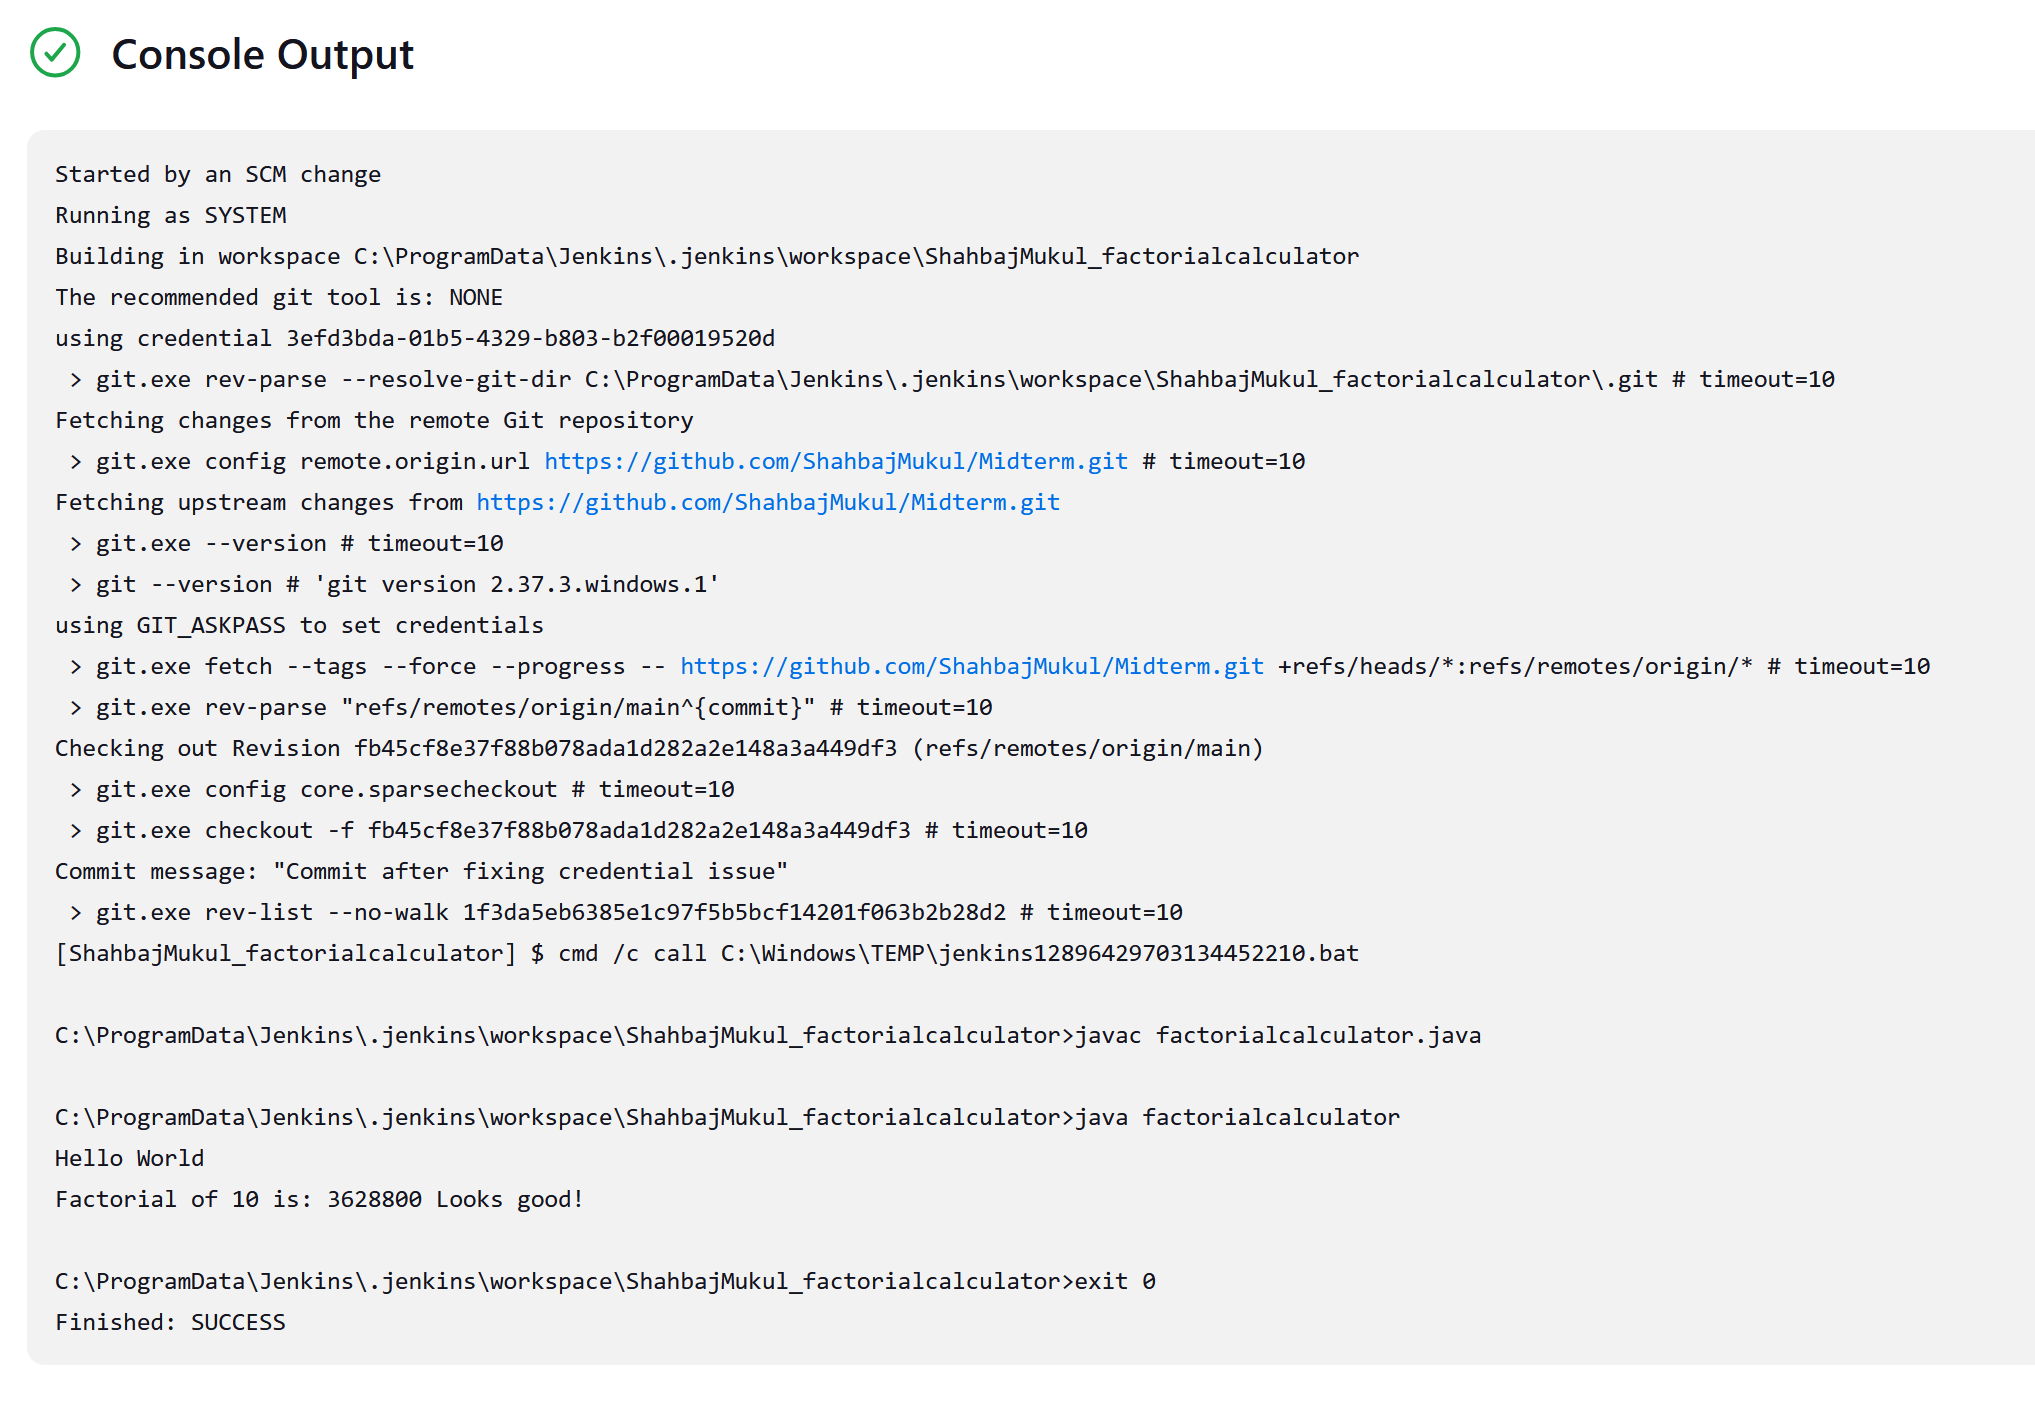 Console Output
Started by an SCM change
Running as SYSTEM
Building in workspace C:\ProgramData\Jenkins\.jenkins\workspace\ShahbajMukul_factorialcalculator
The recommended git tool is: NONE
using credential 3efd3bda-01b5-4329-b803-b2f00019520d
 > git.exe rev-parse --resolve-git-dir C:\ProgramData\Jenkins\.jenkins\workspace\ShahbajMukul_factorialcalculator\.git # timeout=10
Fetching changes from the remote Git repository
 > git.exe config remote.origin.url https://github.com/ShahbajMukul/Midterm.git # timeout=10
Fetching upstream changes from https://github.com/ShahbajMukul/Midterm.git
 > git.exe --version # timeout=10
 > git --version # 'git version 2.37.3.windows.1'
using GIT_ASKPASS to set credentials
 > git.exe fetch --tags --force --progress -- https://github.com/ShahbajMukul/Midterm.git +refs/heads/*:refs/remotes/origin/* # timeout=10
 > git.exe rev-parse "refs/remotes/origin/main^{commit}" # timeout=10
Checking out Revision fb45cf8e37f88b078ada1d282a2e148a3a449df3 (refs/remotes/origin/main)
 > git.exe config core.sparsecheckout # timeout=10
 > git.exe checkout -f fb45cf8e37f88b078ada1d282a2e148a3a449df3 # timeout=10
Commit message: "Commit after fixing credential issue"
 > git.exe rev-list --no-walk 1f3da5eb6385e1c97f5b5bcf14201f063b2b28d2 # timeout=10
[ShahbajMukul_factorialcalculator] $ cmd /c call C:\Windows\TEMP\jenkins12896429703134452210.bat
C:\ProgramData\Jenkins\.jenkins\workspace\ShahbajMukul_factorialcalculator>javac factorialcalculator.java
C:\ProgramData\Jenkins\.jenkins\workspace\ShahbajMukul_factorialcalculator>java factorialcalculator
Hello World
Factorial of 10 is: 3628800 Looks good!
C:\ProgramData\Jenkins\.jenkins\workspace\ShahbajMukul_factorialcalculator>exit 0
Finished: SUCCESS